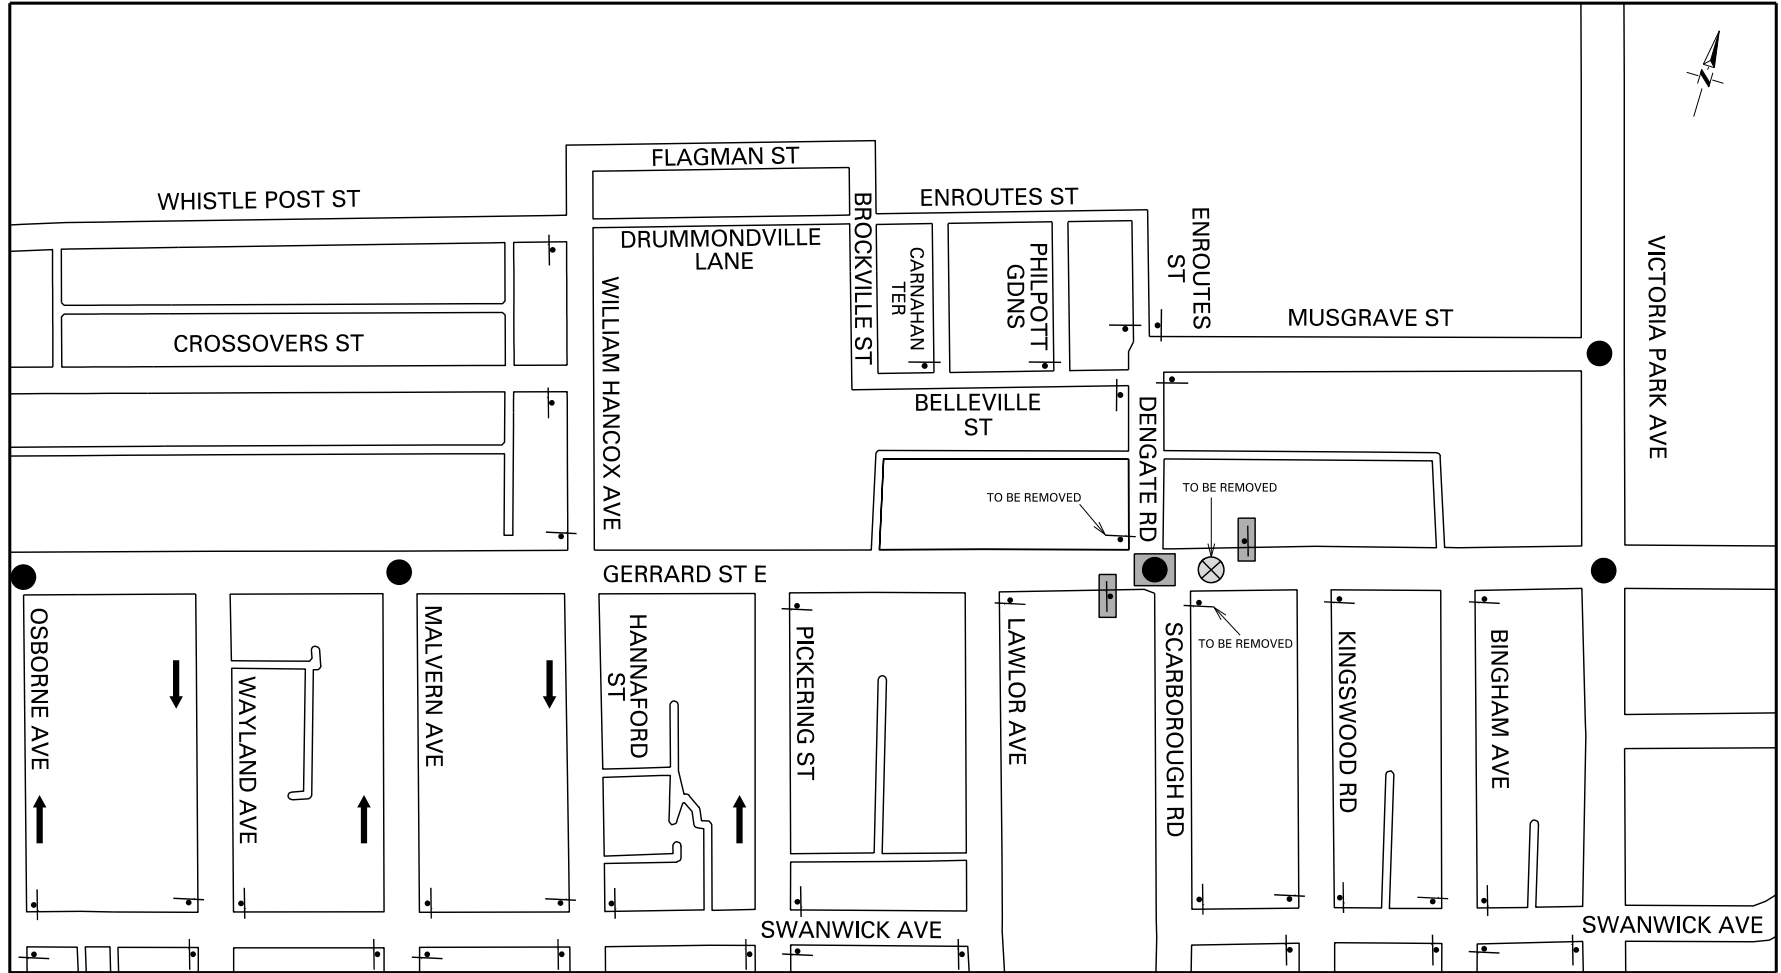 N
FLAGMAN ST
WHISTLE POST ST
ENROUTES ST
BROCKVILLE ST
ENROUTES
ST
DRUMMONDVILLE
LANE
CARNAHAN
TER
PHILPOTT
GDNS
VICTORIA PARK AVE
WILLIAM HANCOX AVE
MUSGRAVE ST
CROSSOVERS ST
BELLEVILLE
ST
DENGATE RD
TO BE REMOVED
TO BE REMOVED
GERRARD ST E
OSBORNE AVE
WAYLAND AVE
MALVERN AVE
HANNAFORD
ST
PICKERING ST
LAWLOR AVE
SCARBOROUGH RD
TO BE REMOVED
KINGSWOOD RD
BINGHAM AVE
SWANWICK AVE
SWANWICK AVE